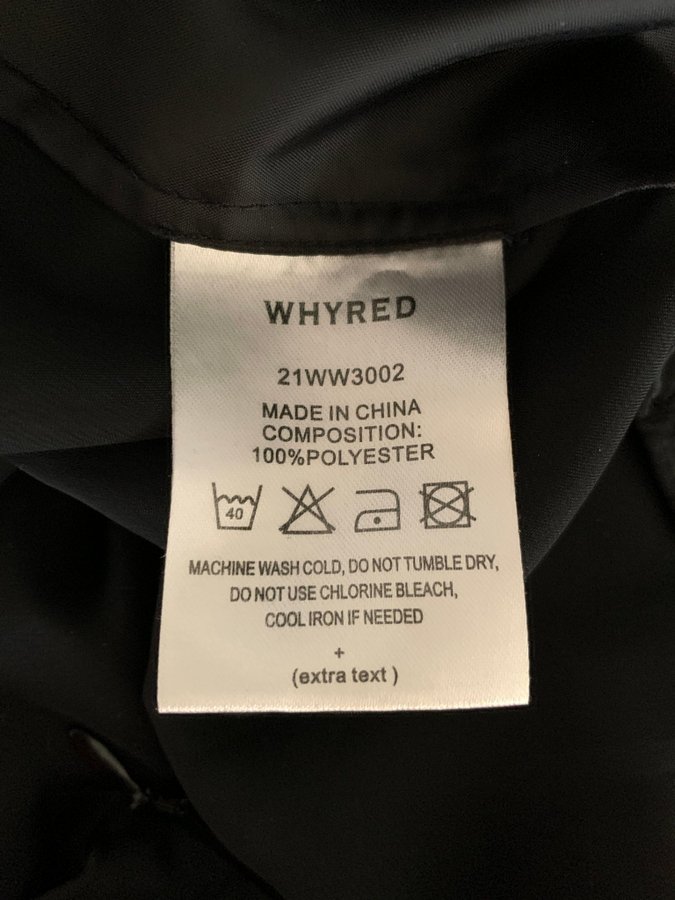 WHYRED
21WW3002
MADE IN CHINA
COMPOSITION:
100%POLYESTER
40
MACHINE WASH COLD, DO NOT TUMBLE DRY,
DO NOT USE CHLORINE BLEACH,
COOL IRON IF NEEDED
+
(extra text )